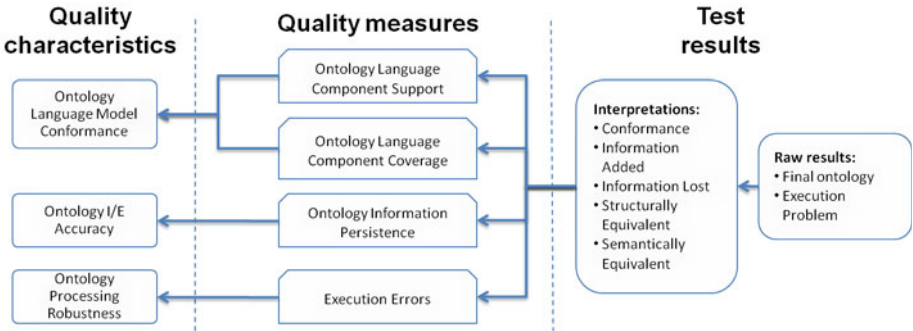 Quality
characteristics
Quality measures
Test
results
Ontology
Language Model
Conformance
Ontology I/E
Accuracy
Ontology
Processing
Robustness
Ontology Language
Component Support
Ontology Language
Component Coverage
Ontology Information
Persistence
Execution Errors
Interpretations:
• Conformance
• Information
Added
• Information Lost
• Structurally
Equivalent
• Semantically
Equivalent
Raw results:
• Final ontology
• Execution
Problem